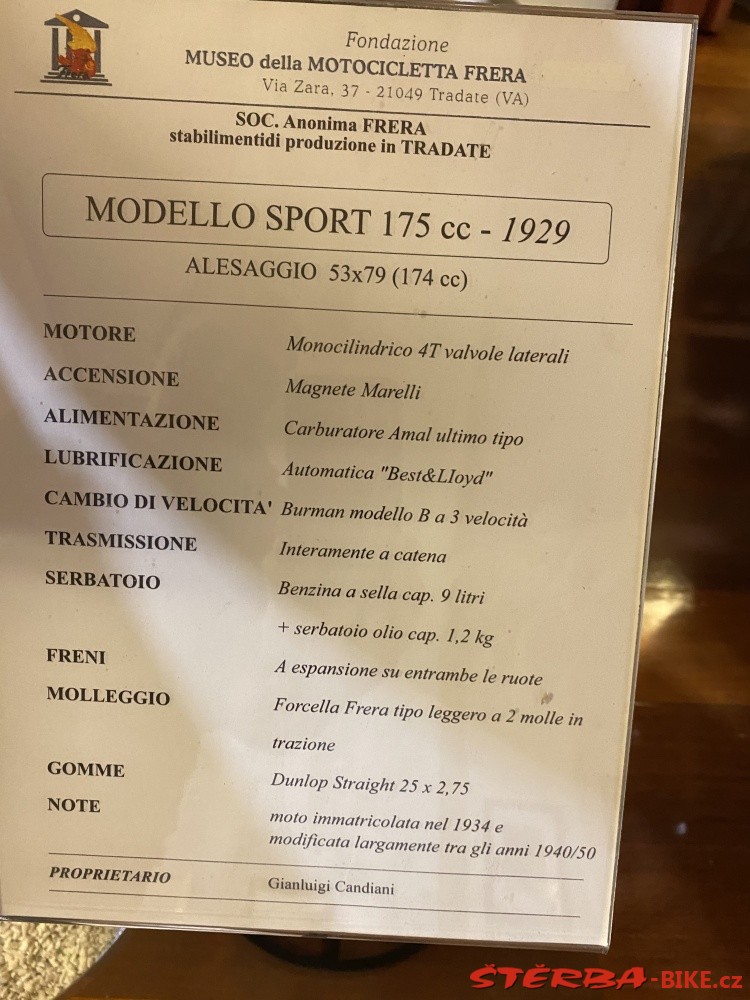 Fondazione
MUSEO della MOTOCICLETTA FRERA
Via Zara, 37 - 21049 Tradate (VA)
SOC. Anonima FRERA
stabilimentidi produzione in TRADATE
MODELLO SPORT 175 cc - 1929
ALESAGGIO 53x79 (174 cc)
MOTORE Monocilindrico 4T valvole laterali
ACCENSIONE Magnete Marelli
ALIMENTAZIONE Carburatore Amal ultimo tipo
LUBRIFICAZIONE Automatica "Best&LIoyd"
CAMBIO DI VELOCITA' Burman modello B a 3 velocità
TRASMISSIONE Interamente a catena
SERBATOIO Benzina a sella cap. 9 litri
+ serbatoio olio cap. 1,2 kg
FRENI A espansione su entrambe le ruote
MOLLEGGIO Forcella Frera tipo leggero a 2 molle in
trazione
GOMME Dunlop Straight 25 x 2,75
NOTE moto immatricolata nel 1934 e
modificata largamente tra gli anni 1940/50
PROPRIETARIO Gianluigi Candiani
ŠTĚRBA-BIKE.cz